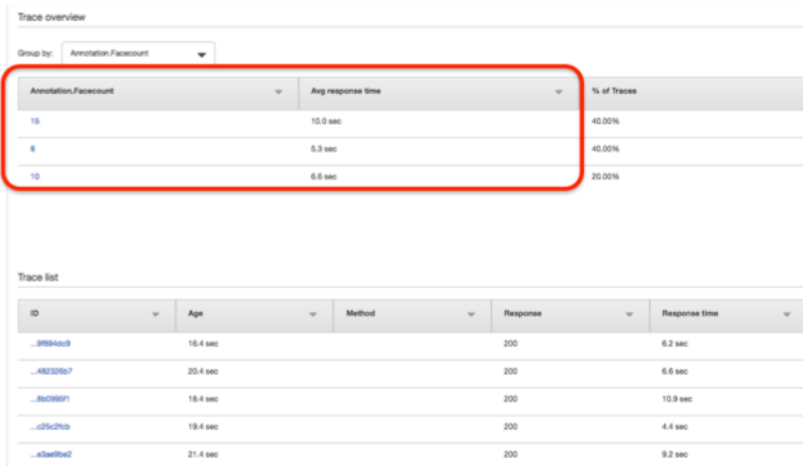 Trace overview
Group by: Annotation.Facecount
Annotation.Facecount Avg response time % of Traces
15 10.0 sec 40.00%
8 5.3 sec 40.00%
10 6.6 sec 20.00%
Trace list
ID Age Method Response Response time
...9f894dc9 16.4 sec 200 6.2 sec
...482326b7 20.4 sec 200 6.6 sec
...8b0995f1 18.4 sec 200 10.9 sec
...c25c2fcb 19.4 sec 200 4.4 sec
...e3ae9be2 21.4 sec 200 9.2 sec